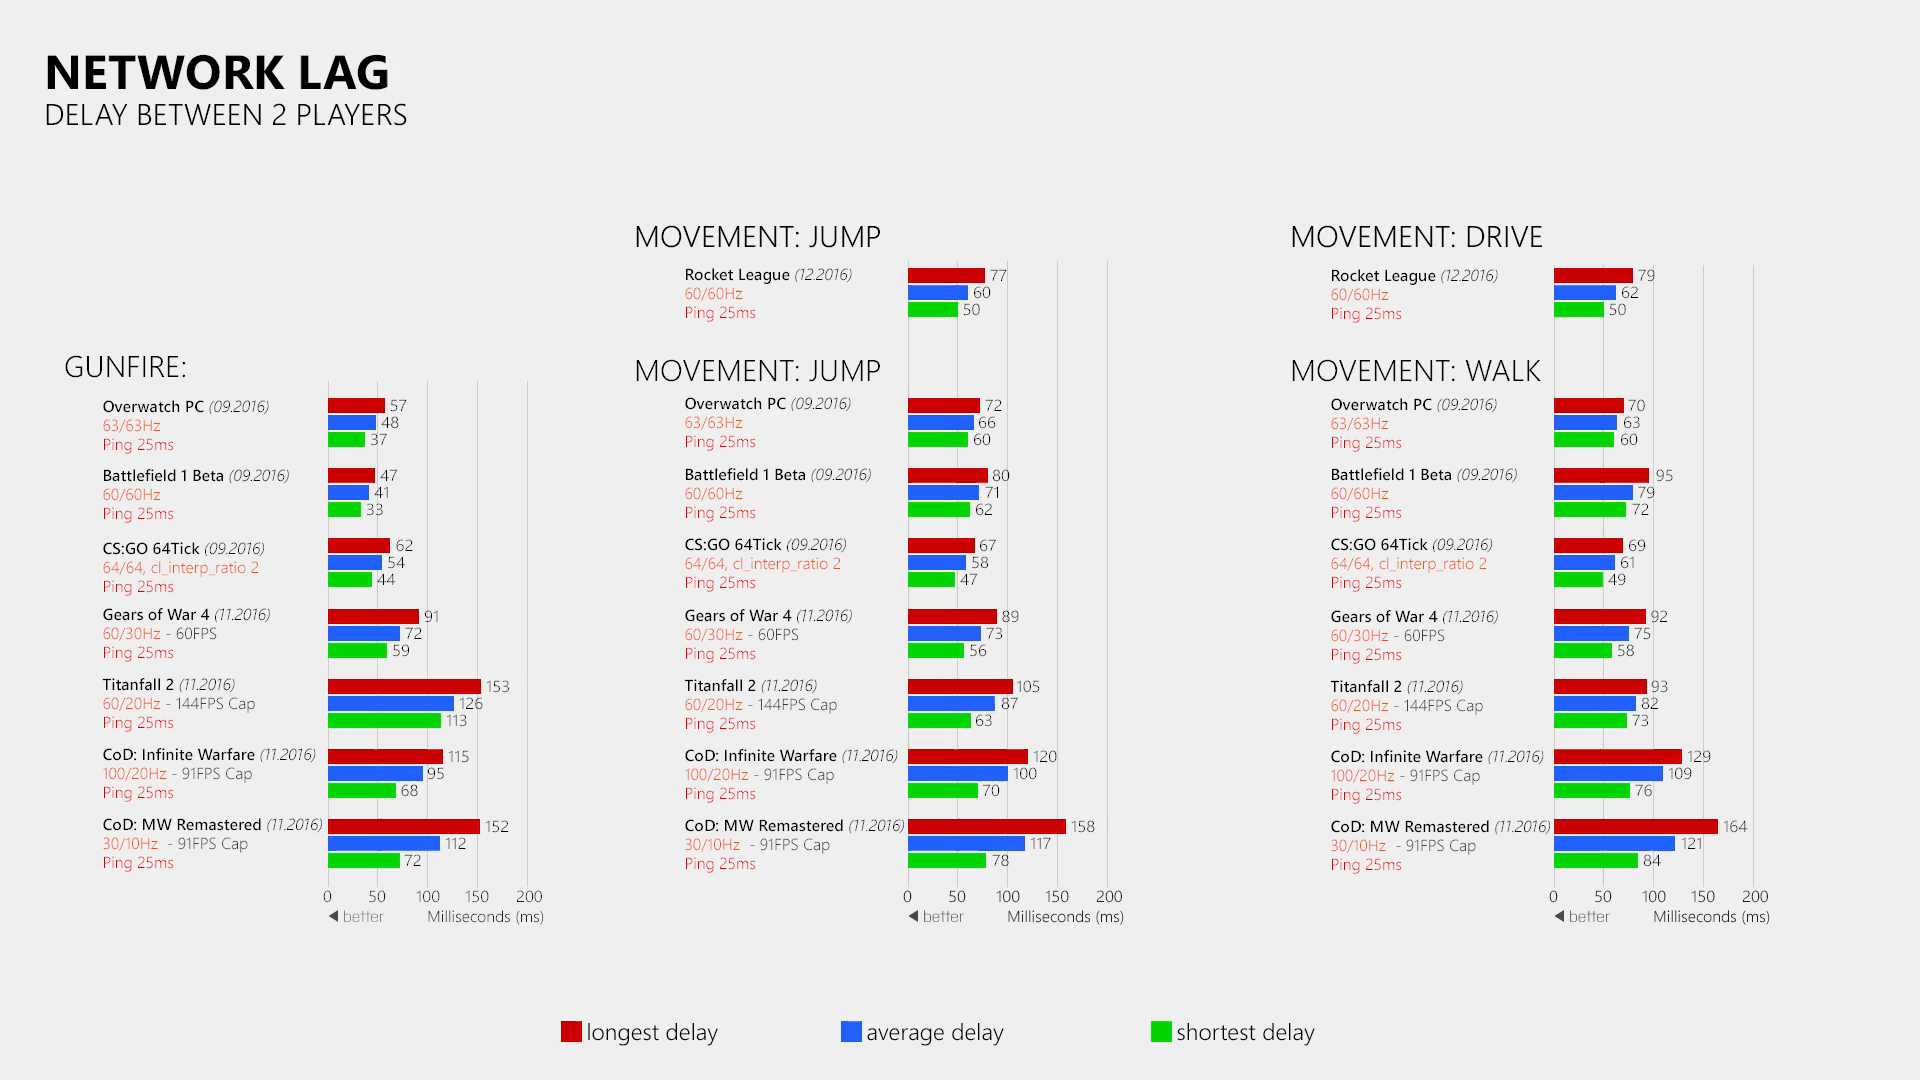 NETWORK LAG
DELAY BETWEEN 2 PLAYERS
GUNFIRE:
Overwatch PC (09.2016)
63/63Hz
Ping 25ms
57
48
37
Battlefield 1 Beta (09.2016)
60/60Hz
Ping 25ms
47
41
33
CS:GO 64Tick (09.2016)
64/64, cl_interp_ratio 2
Ping 25ms
62
54
44
Gears of War 4 (11.2016)
60/30Hz - 60FPS
Ping 25ms
91
72
59
Titanfall 2 (11.2016)
60/20Hz - 144FPS Cap
Ping 25ms
153
126
113
CoD: Infinite Warfare (11.2016)
100/20Hz - 91FPS Cap
Ping 25ms
115
95
68
CoD: MW Remastered (11.2016)
30/10Hz - 91FPS Cap
Ping 25ms
152
112
72
0 50 100 150 200
◀ better Milliseconds (ms)
MOVEMENT: JUMP
Rocket League (12.2016)
60/60Hz
Ping 25ms
77
60
50
MOVEMENT: JUMP
Overwatch PC (09.2016)
63/63Hz
Ping 25ms
72
66
60
Battlefield 1 Beta (09.2016)
60/60Hz
Ping 25ms
80
71
62
CS:GO 64Tick (09.2016)
64/64, cl_interp_ratio 2
Ping 25ms
67
58
47
Gears of War 4 (11.2016)
60/30Hz - 60FPS
Ping 25ms
89
73
56
Titanfall 2 (11.2016)
60/20Hz - 144FPS Cap
Ping 25ms
105
87
63
CoD: Infinite Warfare (11.2016)
100/20Hz - 91FPS Cap
Ping 25ms
120
100
70
CoD: MW Remastered (11.2016)
30/10Hz - 91FPS Cap
Ping 25ms
158
117
78
0 50 100 150 200
◀ better Milliseconds (ms)
MOVEMENT: DRIVE
Rocket League (12.2016)
60/60Hz
Ping 25ms
79
62
50
MOVEMENT: WALK
Overwatch PC (09.2016)
63/63Hz
Ping 25ms
70
63
60
Battlefield 1 Beta (09.2016)
60/60Hz
Ping 25ms
95
79
72
CS:GO 64Tick (09.2016)
64/64, cl_interp_ratio 2
Ping 25ms
69
61
49
Gears of War 4 (11.2016)
60/30Hz - 60FPS
Ping 25ms
92
75
58
Titanfall 2 (11.2016)
60/20Hz - 144FPS Cap
Ping 25ms
93
82
73
CoD: Infinite Warfare (11.2016)
100/20Hz - 91FPS Cap
Ping 25ms
129
109
76
CoD: MW Remastered (11.2016)
30/10Hz - 91FPS Cap
Ping 25ms
164
121
84
0 50 100 150 200
◀ better Milliseconds (ms)
longest delay
average delay
shortest delay